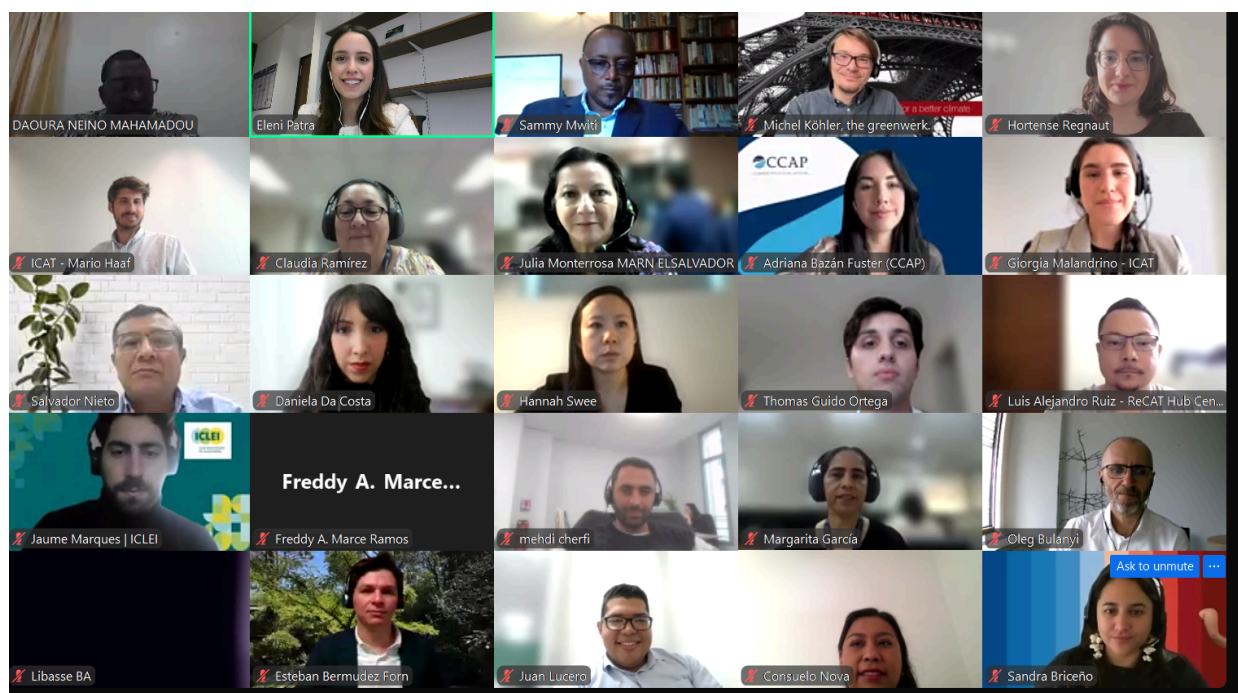 DAOURA NEINO MAHAMADOU
Eleni Patra
Sammy Mwiti
for a better climate
Michel Köhler, the greenwerk.
Hortense Regnaut
ICAT - Mario Haaf
Claudia Ramírez
Julia Monterrosa MARN ELSALVADOR
CCAP
Adriana Bazán Fuster (CCAP)
Giorgia Malandrino - ICAT
Salvador Nieto
Daniela Da Costa
Hannah Swee
Thomas Guido Ortega
Luis Alejandro Ruiz - ReCAT Hub Cen...
ICLEI
Jaume Marques | ICLEI
Freddy A. Marce...
Freddy A. Marce Ramos
mehdi cherfi
Margarita García
Oleg Bulanyi
Libasse BA
Esteban Bermudez Forn
Juan Lucero
Consuelo Nova
Ask to unmute ...
Sandra Briceño